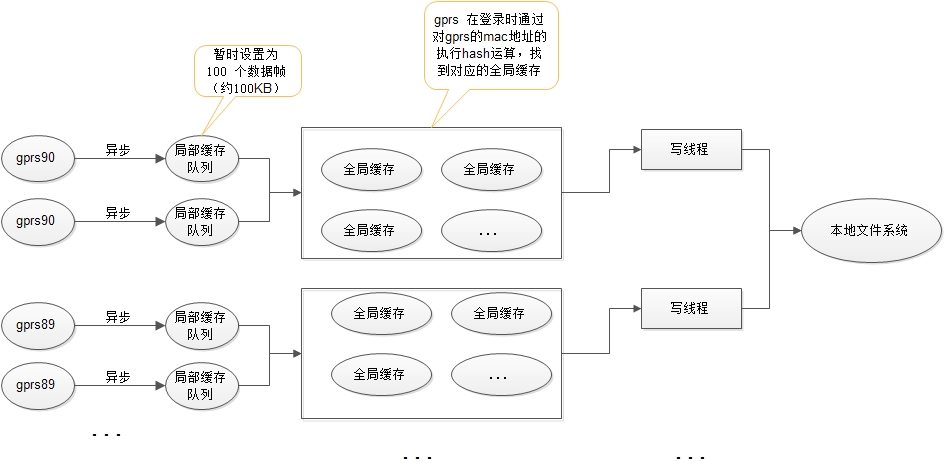 暂时设置为
100 个数据帧
（约100KB）
gprs 在登录时通过
对gprs的mac地址的
执行hash运算，找
到对应的全局缓存
gprs90
异步
局部缓存
队列
全局缓存
全局缓存
写线程
gprs90
异步
局部缓存
队列
全局缓存
...
本地文件系统
gprs89
异步
局部缓存
队列
全局缓存
全局缓存
写线程
gprs89
异步
局部缓存
队列
全局缓存
...
...
...
...